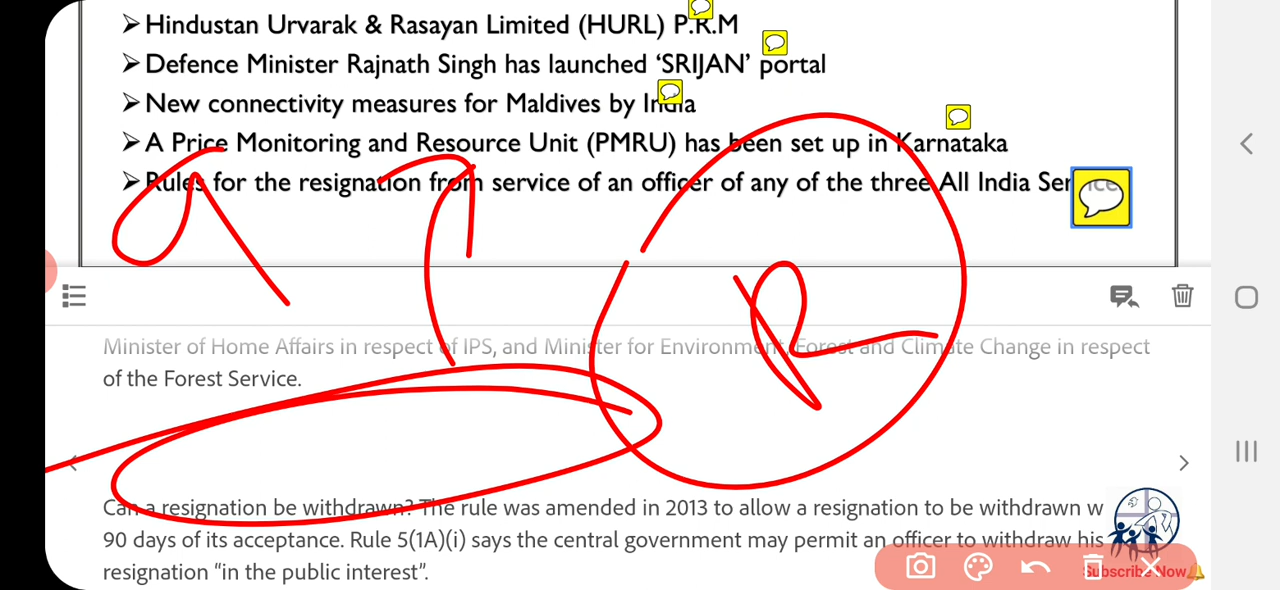 ➢ Hindustan Urvarak & Rasayan Limited (HURL) P.R.M
➢ Defence Minister Rajnath Singh has launched ‘SRIJAN’ portal
➢ New connectivity measures for Maldives by India
➢ A Price Monitoring and Resource Unit (PMRU) has been set up in Karnataka
➢ Rules for the resignation from service of an officer of any of the three All India Service
Minister of Home Affairs in respect of IPS, and Minister for Environment, Forest and Climate Change in respect
of the Forest Service.
Can a resignation be withdrawn? The rule was amended in 2013 to allow a resignation to be withdrawn w
90 days of its acceptance. Rule 5(1A)(i) says the central government may permit an officer to withdraw his
resignation “in the public interest”.
Subscribe Now